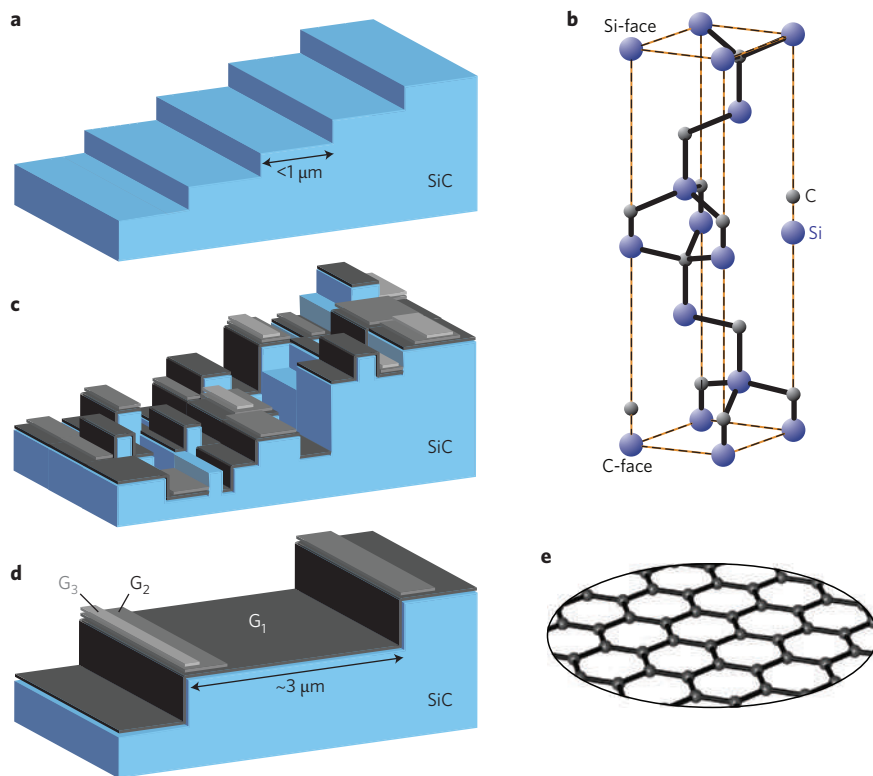 a
<1 μm
SiC
b
Si-face
C
Si
C-face
c
SiC
d
G₃
G₂
G₁
~3 μm
SiC
e